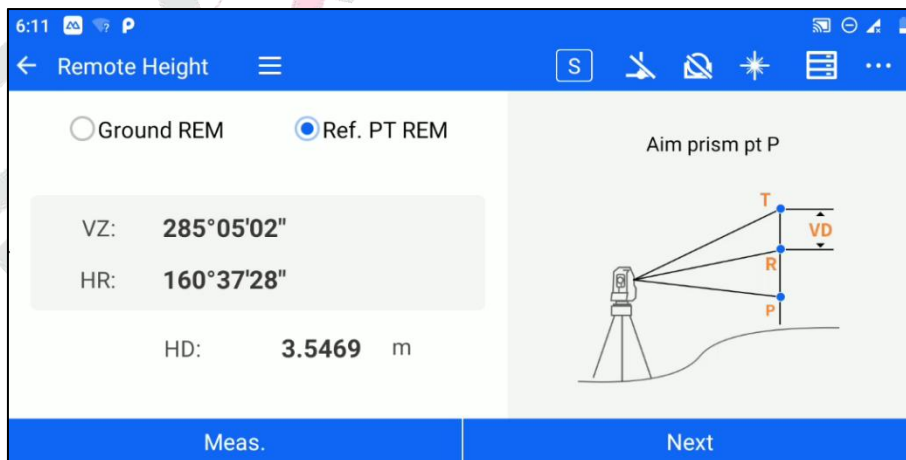 6:11
Remote Height
S
Ground REM
Ref. PT REM
VZ: 285°05'02"
HR: 160°37'28"
HD: 3.5469 m
Meas.
Next
Aim prism pt P
T
VD
R
P